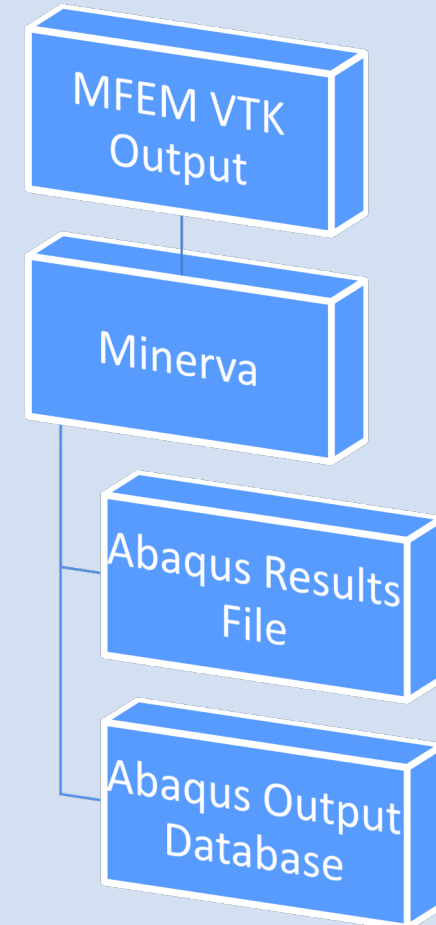 MFEM VTK
Output
Minerva
Abaqus Results
File
Abaqus Output
Database